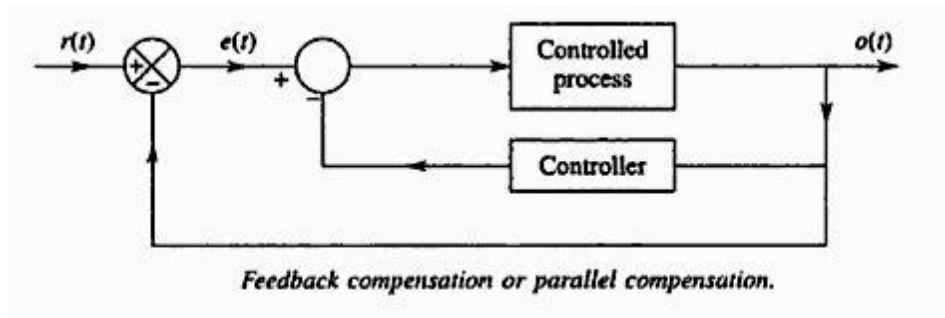 r(t)
e(t)
Controlled
process
o(t)
+
−
+
−
Controller
Feedback compensation or parallel compensation.